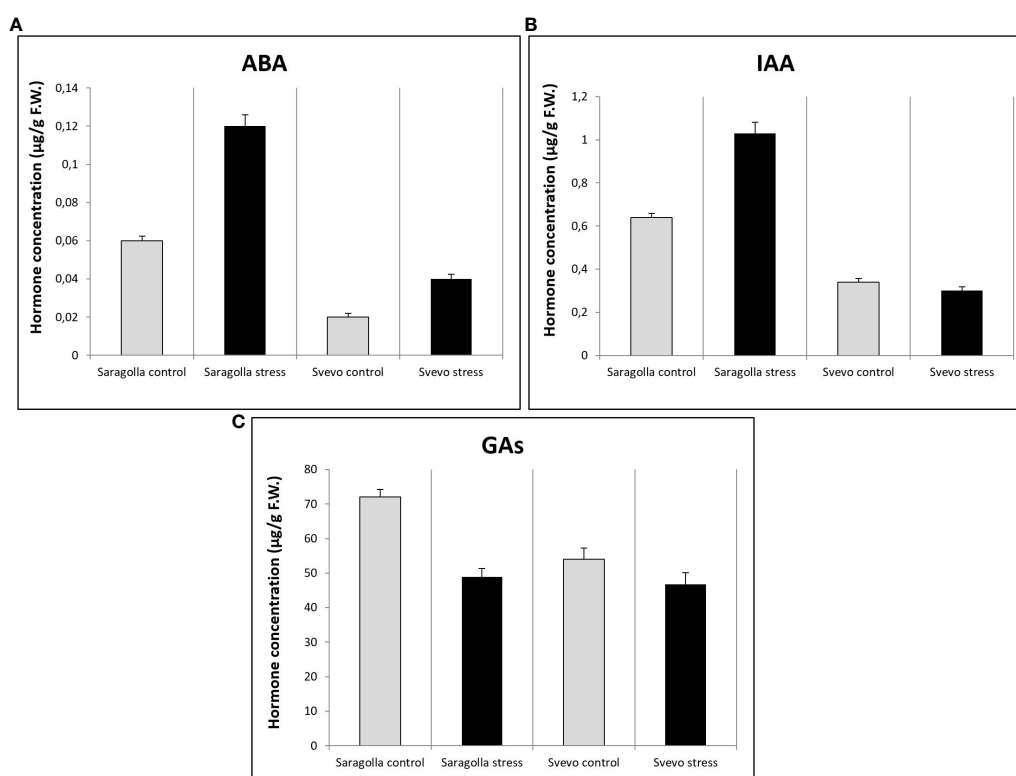 A
ABA
Hormone concentration (µg/g F.W.)
0,14
0,12
0,1
0,08
0,06
0,04
0,02
0
Saragolla control
Saragolla stress
Svevo control
Svevo stress
B
IAA
Hormone concentration (µg/g F.W.)
1,2
1
0,8
0,6
0,4
0,2
0
Saragolla control
Saragolla stress
Svevo control
Svevo stress
C
GAs
Hormone concentration (µg/g F.W.)
80
70
60
50
40
30
20
10
0
Saragolla control
Saragolla stress
Svevo control
Svevo stress